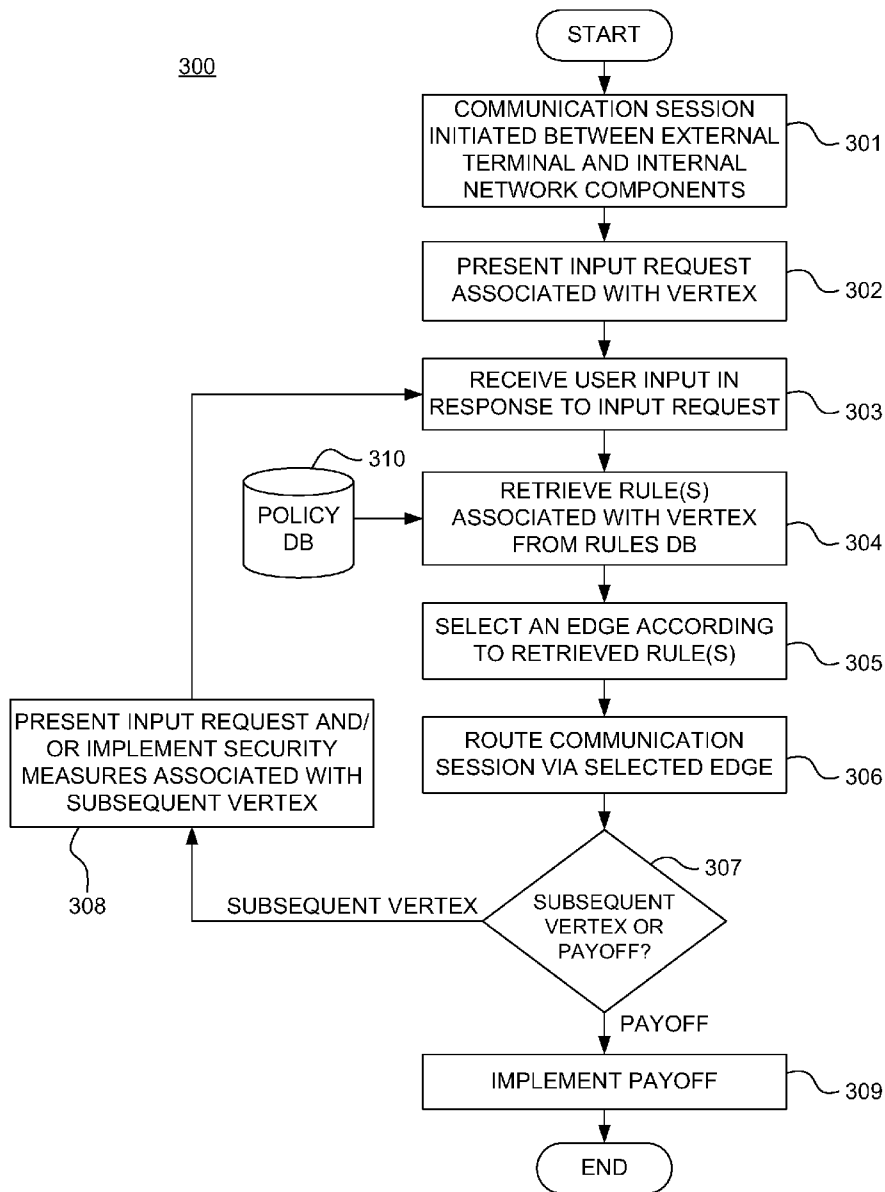 START
300
COMMUNICATION SESSION
INITIATED BETWEEN EXTERNAL
TERMINAL AND INTERNAL
NETWORK COMPONENTS
301
PRESENT INPUT REQUEST
ASSOCIATED WITH VERTEX
302
RECEIVE USER INPUT IN
RESPONSE TO INPUT REQUEST
303
310
POLICY
DB
RETRIEVE RULE(S)
ASSOCIATED WITH VERTEX
FROM RULES DB
304
SELECT AN EDGE ACCORDING
TO RETRIEVED RULE(S)
305
PRESENT INPUT REQUEST AND/
OR IMPLEMENT SECURITY
MEASURES ASSOCIATED WITH
SUBSEQUENT VERTEX
308
ROUTE COMMUNICATION
SESSION VIA SELECTED EDGE
306
307
SUBSEQUENT VERTEX
SUBSEQUENT
VERTEX OR
PAYOFF?
PAYOFF
IMPLEMENT PAYOFF
309
END